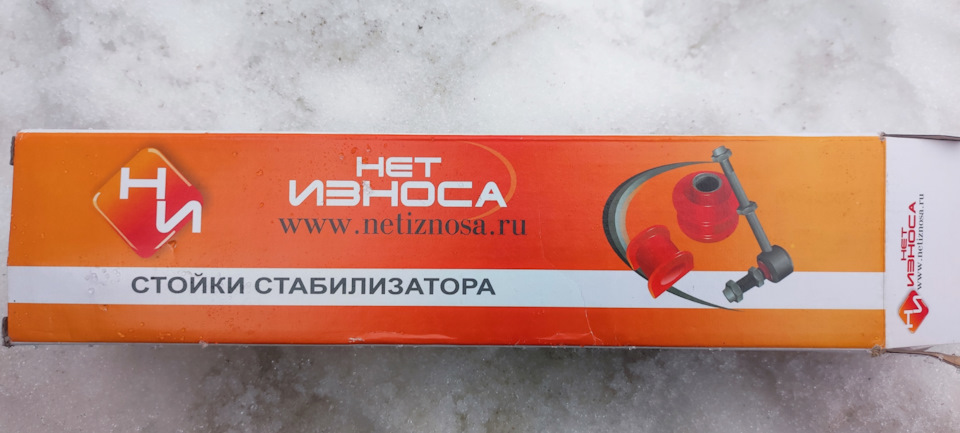 НИ
НЕТ
ИЗНОСА
www.netiznosa.ru
СТОЙКИ СТАБИЛИЗАТОРА
НИ
НЕТ
ИЗНОСА
www.netiznosa.ru